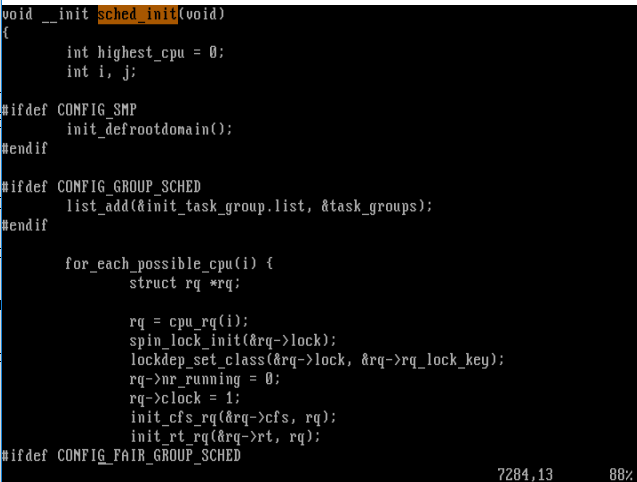 void __init sched_init(void)
{
        int highest_cpu = 0;
        int i, j;
#ifdef CONFIG_SMP
        init_defrootdomain();
#endif
#ifdef CONFIG_GROUP_SCHED
        list_add(&init_task_group.list, &task_groups);
#endif
        for_each_possible_cpu(i) {
                struct rq *rq;
                rq = cpu_rq(i);
                spin_lock_init(&rq->lock);
                lockdep_set_class(&rq->lock, &rq->rq_lock_key);
                rq->nr_running = 0;
                rq->clock = 1;
                init_cfs_rq(&rq->cfs, rq);
                init_rt_rq(&rq->rt, rq);
#ifdef CONFIG_FAIR_GROUP_SCHED
7284,13 88%